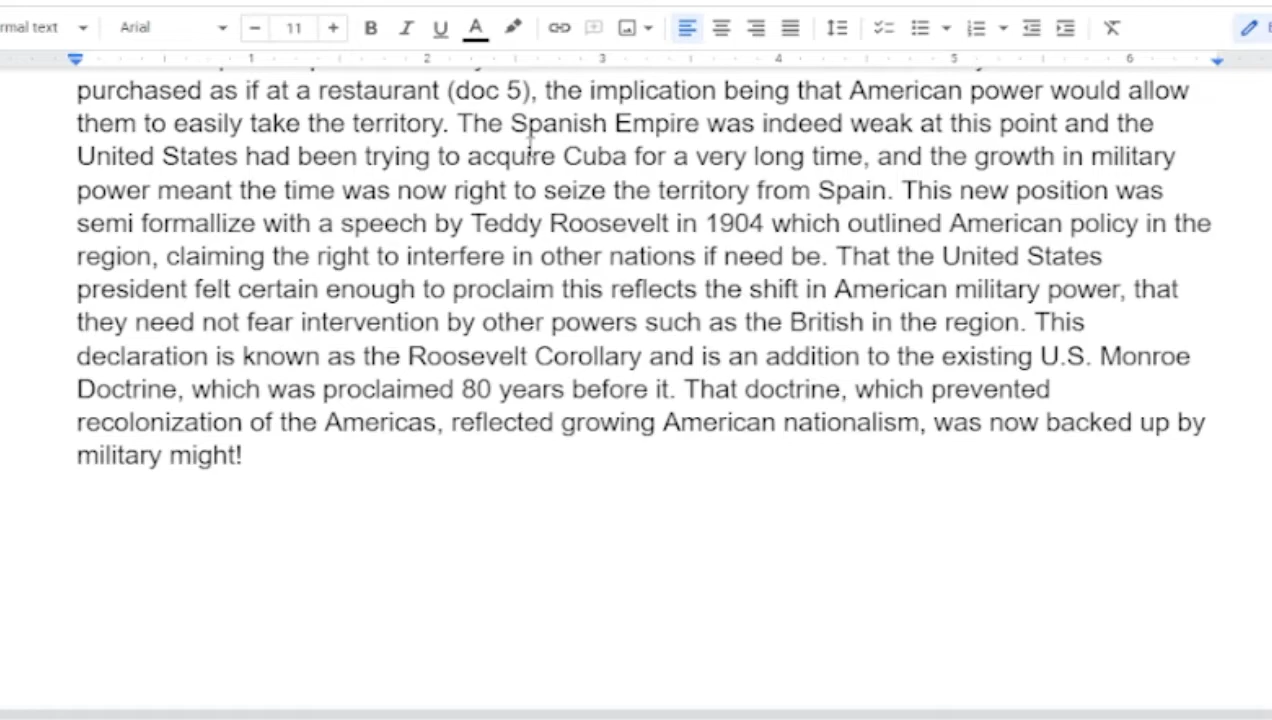 rmal text Arial 11 B I U A
1 2 3 4 5 6
purchased as if at a restaurant (doc 5), the implication being that American power would allow
them to easily take the territory. The Spanish Empire was indeed weak at this point and the
United States had been trying to acquire Cuba for a very long time, and the growth in military
power meant the time was now right to seize the territory from Spain. This new position was
semi formallize with a speech by Teddy Roosevelt in 1904 which outlined American policy in the
region, claiming the right to interfere in other nations if need be. That the United States
president felt certain enough to proclaim this reflects the shift in American military power, that
they need not fear intervention by other powers such as the British in the region. This
declaration is known as the Roosevelt Corollary and is an addition to the existing U.S. Monroe
Doctrine, which was proclaimed 80 years before it. That doctrine, which prevented
recolonization of the Americas, reflected growing American nationalism, was now backed up by
military might!